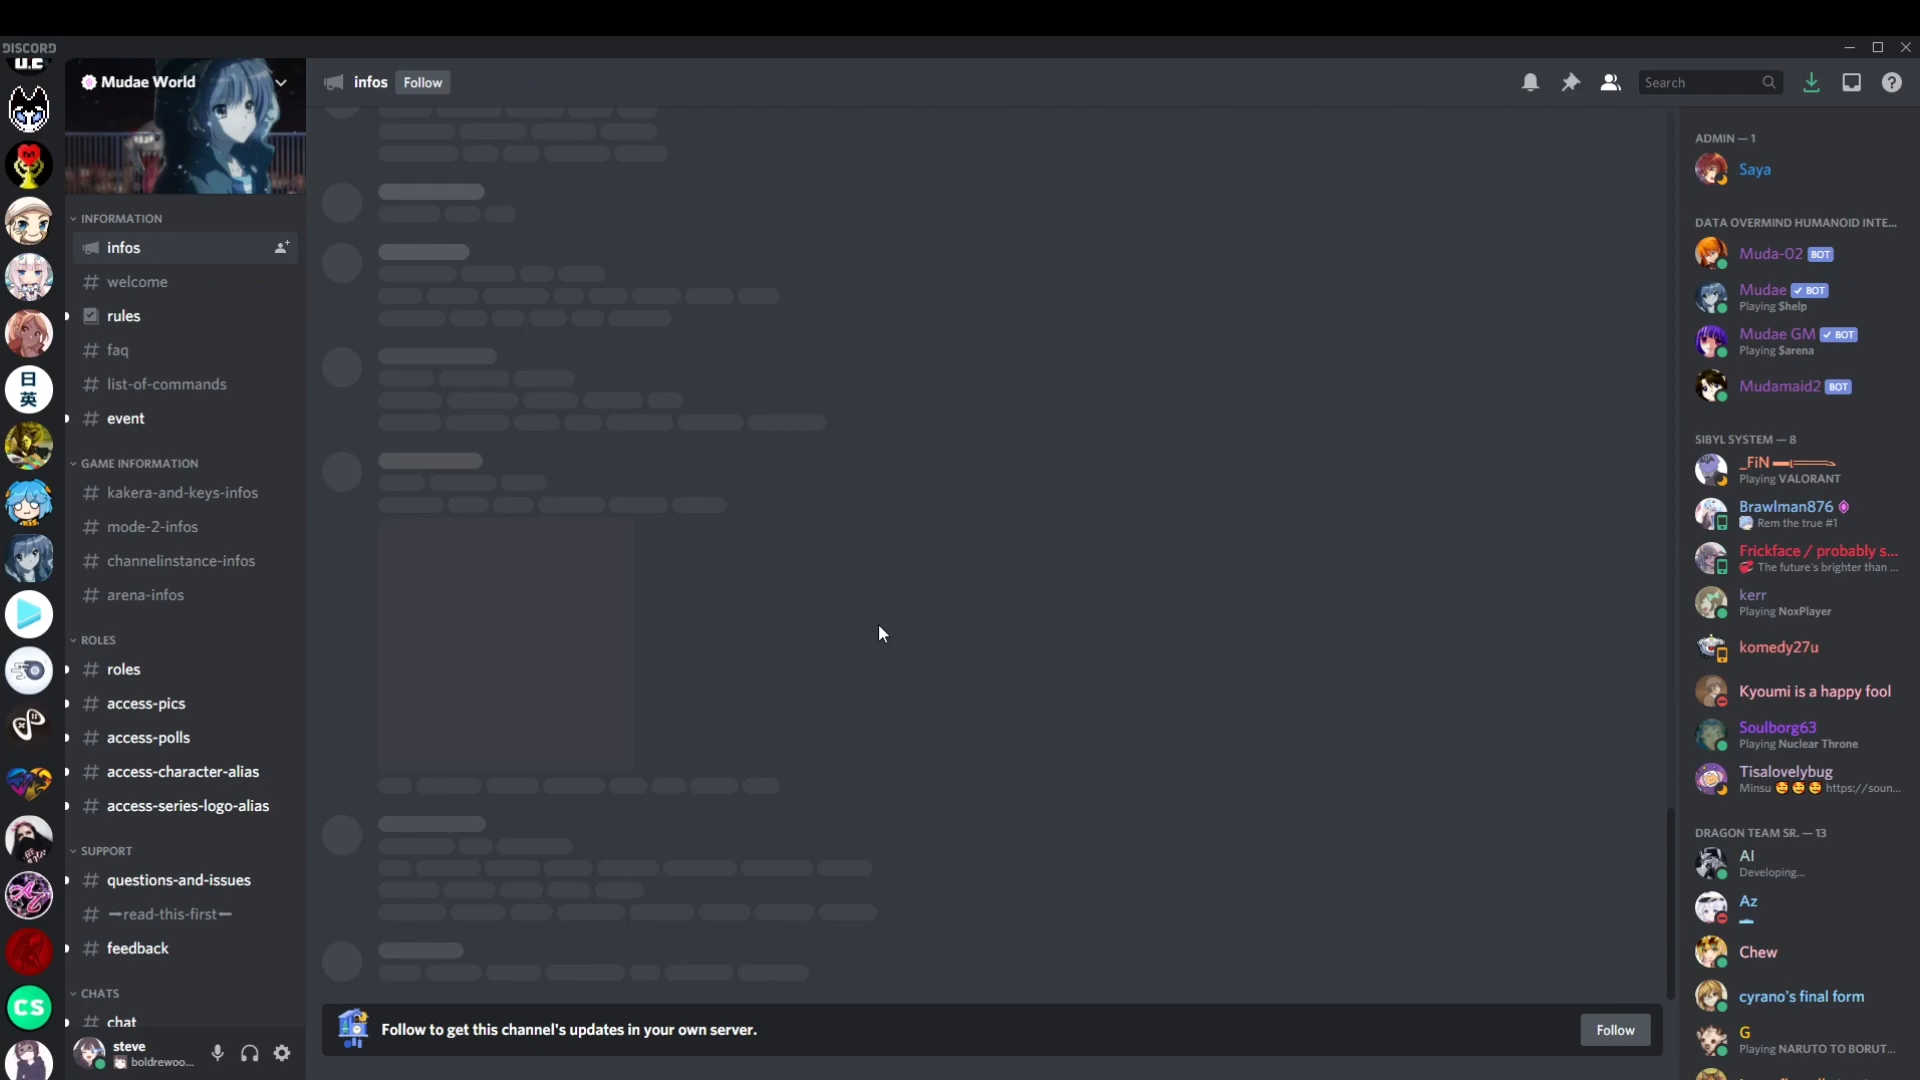 DISCORD
U.C
Mudae World
infos
Follow
Search
INFORMATION
infos
welcome
rules
faq
list-of-commands
event
GAME INFORMATION
kakera-and-keys-infos
mode-2-infos
channelinstance-infos
arena-infos
ROLES
roles
access-pics
access-polls
access-character-alias
access-series-logo-alias
SUPPORT
questions-and-issues
read-this-first
feedback
CHATS
chat
steve
boldrewoo...
日
英
CS
Follow to get this channel's updates in your own server.
Follow
ADMIN — 1
Saya
DATA OVERMIND HUMANOID INTE...
Muda-02 BOT
Mudae ✓ BOT
Playing $help
Mudae GM ✓ BOT
Playing $arena
Mudamaid2 BOT
SIBYL SYSTEM — 8
_FiN
Playing VALORANT
Brawlman876
Rem the true #1
Frickface / probably s...
The future's brighter than ...
kerr
Playing NoxPlayer
komedy27u
Kyoumi is a happy fool
Soulborg63
Playing Nuclear Throne
Tisalovelybug
Minsu 🥰 🥰 🥰 https://soun...
DRAGON TEAM SR. — 13
Developing...
Az
Chew
cyrano's final form
G
Playing NARUTO TO BORUT...